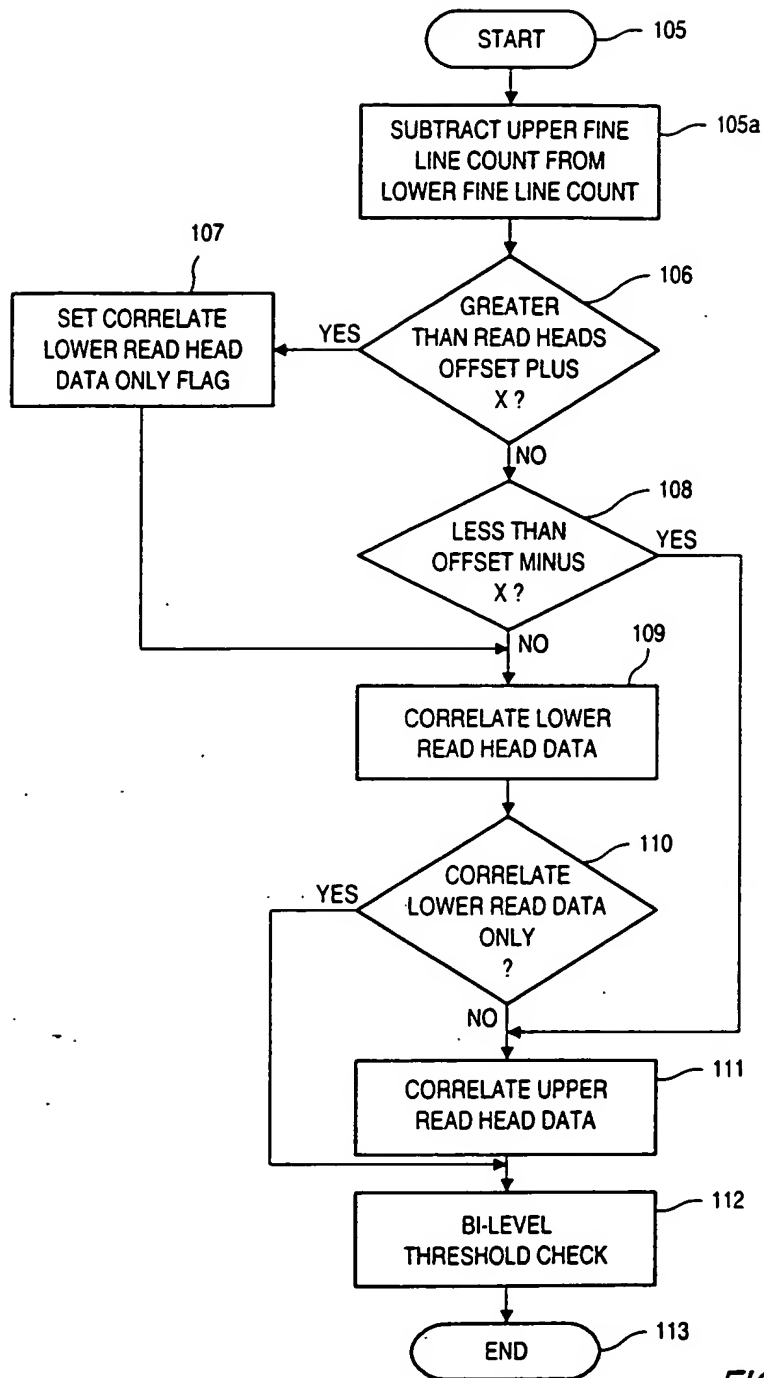 START
105
SUBTRACT UPPER FINE
LINE COUNT FROM
LOWER FINE LINE COUNT
105a
107
106
GREATER
THAN READ HEADS
OFFSET PLUS
X ?
YES
SET CORRELATE
LOWER READ HEAD
DATA ONLY FLAG
NO
108
LESS THAN
OFFSET MINUS
X ?
YES
NO
109
CORRELATE LOWER
READ HEAD DATA
110
CORRELATE
LOWER READ DATA
ONLY
?
YES
NO
111
CORRELATE UPPER
READ HEAD DATA
112
BI-LEVEL
THRESHOLD CHECK
END
113